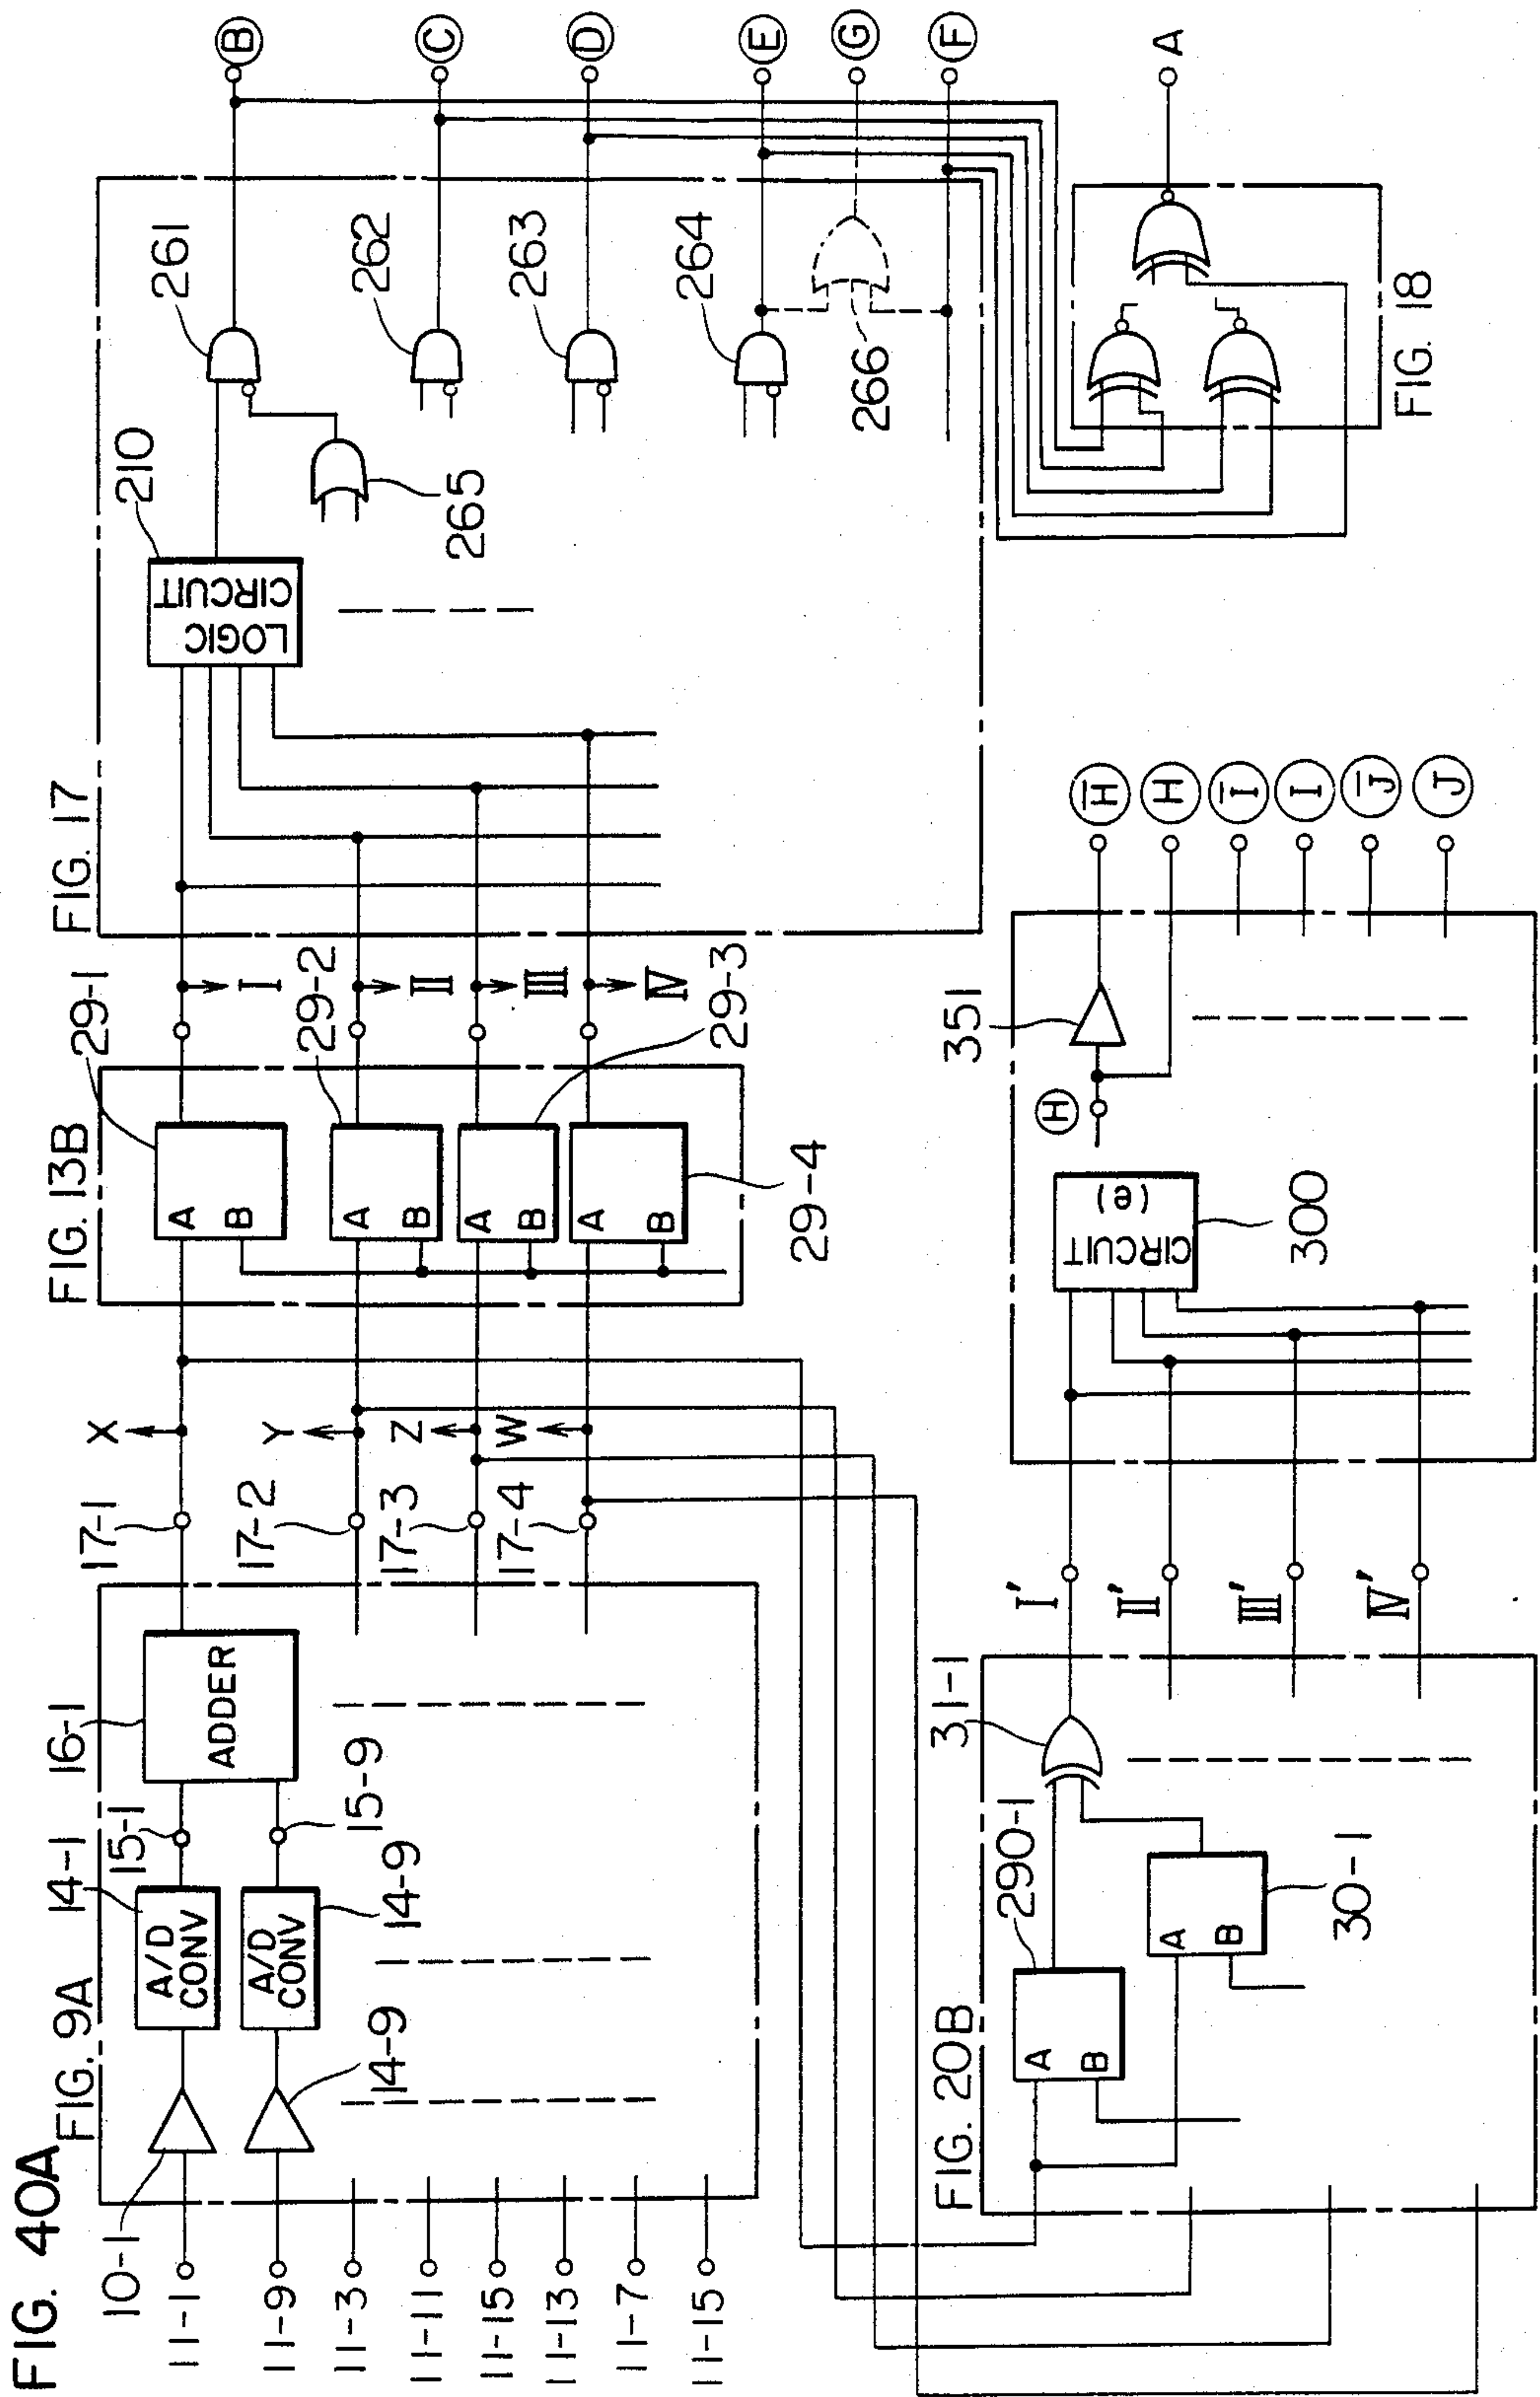 FIG. 40A
FIG. 9A
10-1
14-1
15-1
16-1
A/D
CONV
A/D
CONV
ADDER
14-9
14-9
15-9
11-1
11-9
11-3
11-11
11-15
11-13
11-7
11-15
17-1
17-2
17-3
17-4
X
Y
Z
W
FIG. 13B
29-1
29-2
29-3
29-4
A
B
A
B
A
B
A
B
I
II
III
IV
FIG. 17
210
LOGIC
CIRCUIT
261
262
263
264
265
266
B
C
D
E
G
F
FIG. 18
A
FIG. 20B
290-1
A
B
A
B
30-1
31-1
I'
II'
III'
IV'
CIRCUIT
(e)
300
H
351
H̅
H
I̅
I
J̅
J